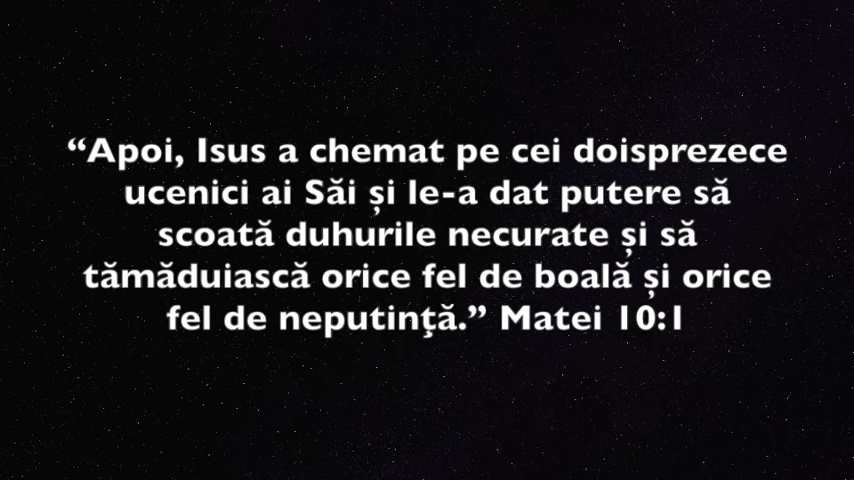 “Apoi, Isus a chemat pe cei doisprezece
ucenici ai Săi și le-a dat putere să
scoată duhurile necurate și să
tămăduiască orice fel de boală și orice
fel de neputinţă.” Matei 10:1